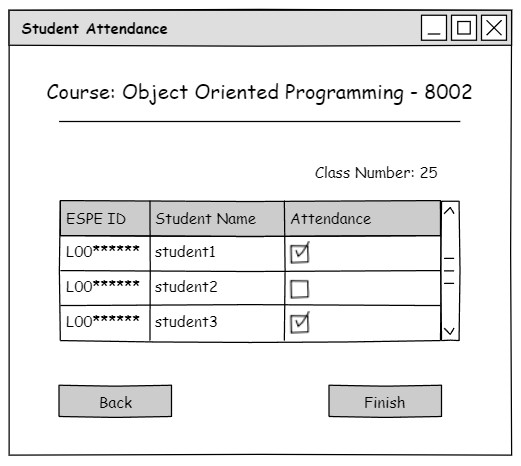 Student Attendance
Course: Object Oriented Programming - 8002
Class Number: 25
ESPE ID Student Name Attendance
L00****** student1
L00****** student2
L00****** student3
Back Finish